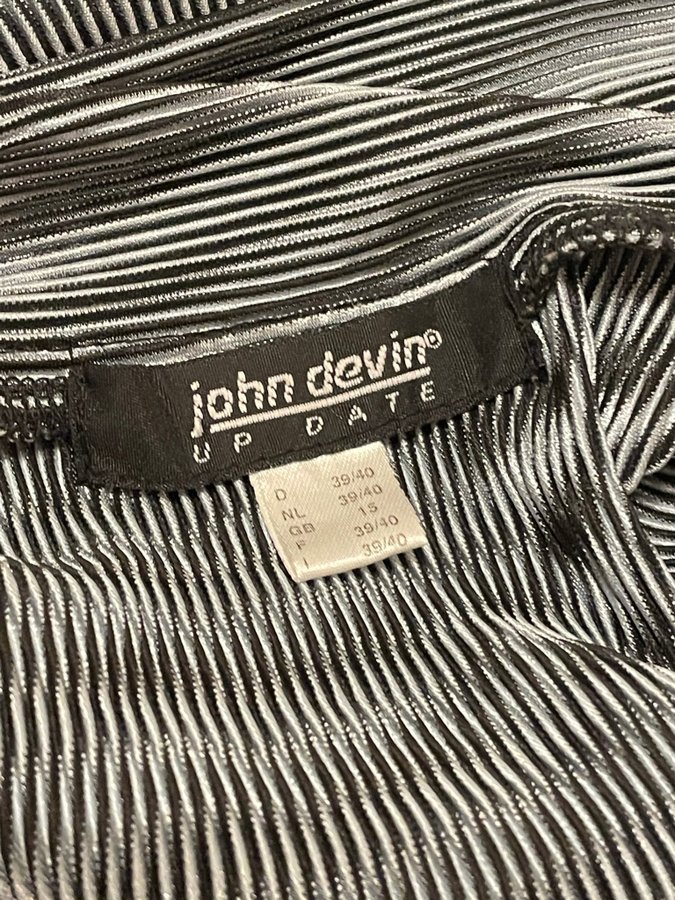 john devin®
UP DATE
D 39/40
NL 39/40
GB 15
F 39/40
I 39/40